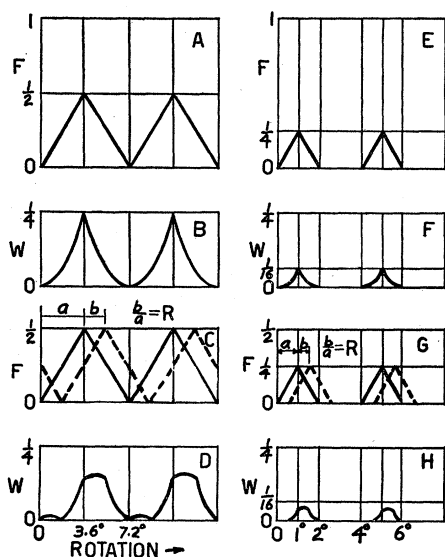 1
A
F
1/2
0
1
E
F
1/4
0
1/4
B
W
0
1/4
F
W
1/16
0
a b b/a=R
1/2
C
F
0
1/2
a b b/a=R
G
F 1/4
0
1/4
D
W
0
0 3.6° 7.2°
ROTATION →
1/4
H
W 1/16
0
1° 2° 4° 6°